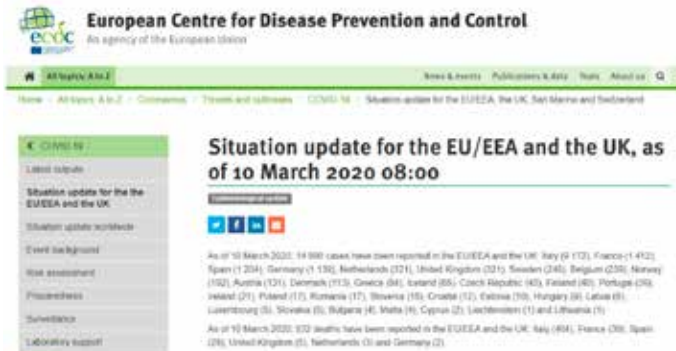 ecdc
European Centre for Disease Prevention and Control
An agency of the European Union
All topics: A to Z
News & events Publications & data Tools About us
Home All topics: A to Z Coronavirus Threats and outbreaks COVID-19 Situation update for the EU/EEA, the UK, San Marino and Switzerland
COVID-19
Latest outputs
Situation update for the the
EU/EEA and the UK
Situation update worldwide
Event background
Risk assessment
Preparedness
Surveillance
Laboratory support
Situation update for the EU/EEA and the UK, as
of 10 March 2020 08:00
Epidemiological update
As of 10 March 2020, 14 890 cases have been reported in the EU/EEA and the UK: Italy (9 172), France (1 412),
Spain (1 204), Germany (1 139), Netherlands (321), United Kingdom (321), Sweden (248), Belgium (239), Norway
(192), Austria (131), Denmark (113), Greece (84), Iceland (65), Czech Republic (40), Finland (40), Portugal (39),
Ireland (21), Poland (17), Romania (17), Slovenia (16), Croatia (12), Estonia (10), Hungary (9), Latvia (8),
Luxembourg (5), Slovakia (5), Bulgaria (4), Malta (4), Cyprus (2), Liechtenstein (1) and Lithuania (1).
As of 10 March 2020, 532 deaths have been reported in the EU/EEA and the UK: Italy (464), France (30), Spain
(28), United Kingdom (5), Netherlands (3) and Germany (2).